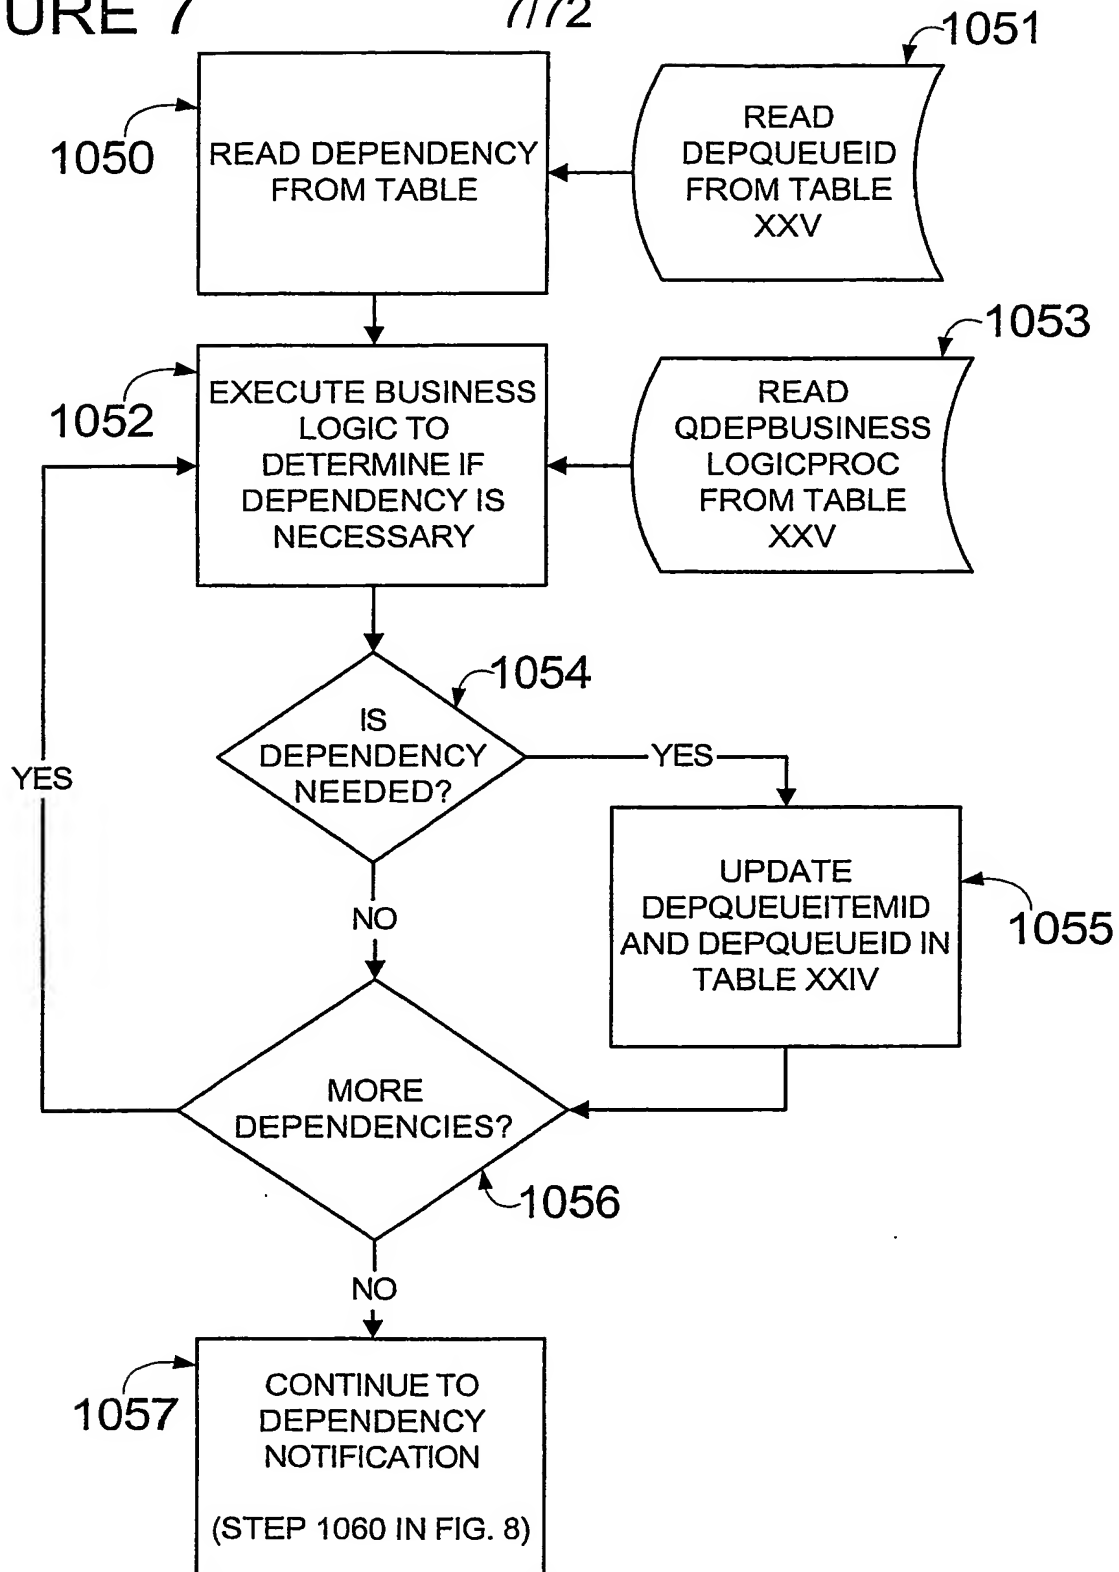 URE 7
7/72
1051
1050
READ DEPENDENCY
FROM TABLE
READ
DEPQUEUEID
FROM TABLE
XXV
1053
1052
EXECUTE BUSINESS
LOGIC TO
DETERMINE IF
DEPENDENCY IS
NECESSARY
READ
QDEPBUSINESS
LOGICPROC
FROM TABLE
XXV
1054
IS
DEPENDENCY
NEEDED?
YES
YES
NO
UPDATE
DEPQUEUEITEMID
AND DEPQUEUEID IN
TABLE XXIV
1055
MORE
DEPENDENCIES?
1056
NO
1057
CONTINUE TO
DEPENDENCY
NOTIFICATION
(STEP 1060 IN FIG. 8)